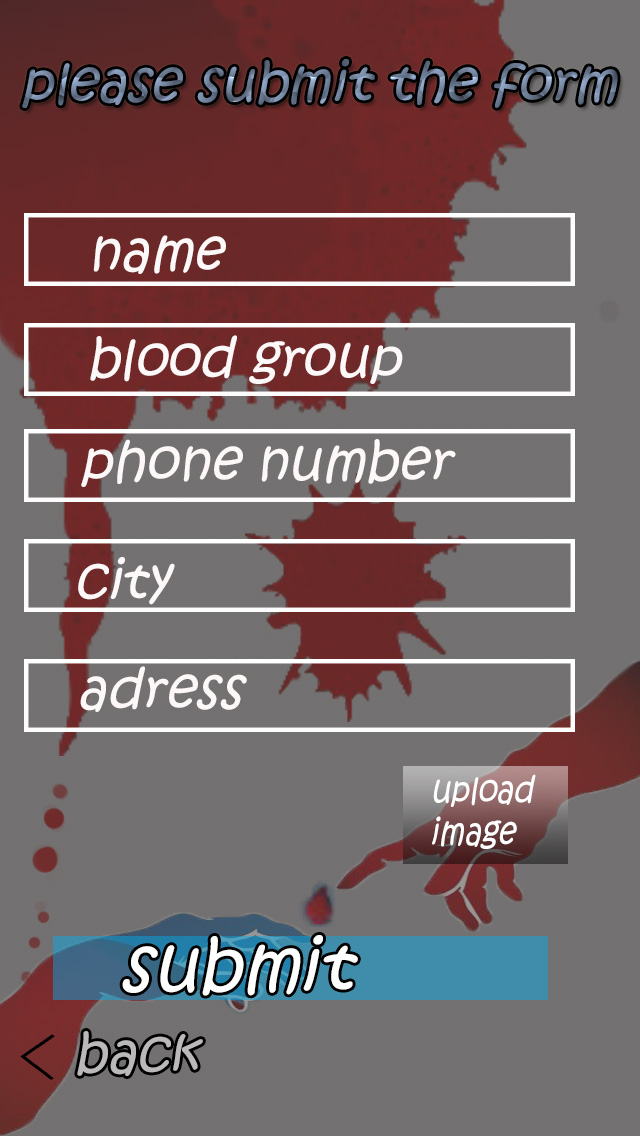 please submit the form
name
blood group
phone number
city
adress
upload
image
submit
< back